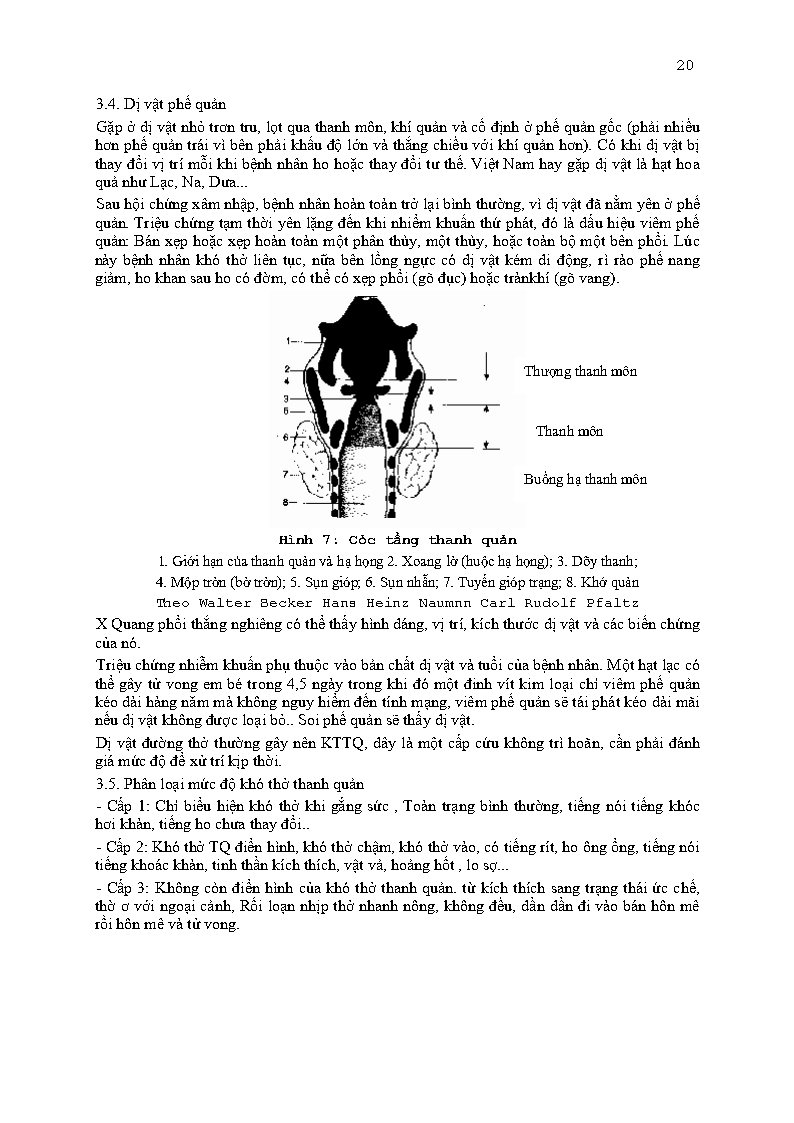 20
3.4. Dị vật phế quản
Gặp ở dị vật nhỏ trơn tru, lọt qua thanh môn, khí quản và cố định ở phế quản gốc (phải nhiều
hơn phế quản trái vì bên phải khẩu độ lớn và thẳng chiều với khí quản hơn). Có khi dị vật bị
thay đổi vị trí mỗi khi bệnh nhân ho hoặc thay đổi tư thế. Việt Nam hay gặp dị vật là hạt hoa
quả như Lạc, Na, Dưa...
Sau hội chứng xâm nhập, bệnh nhân hoàn toàn trở lại bình thường, vì dị vật đã nằm yên ở phế
quản. Triệu chứng tạm thời yên lặng đến khi nhiểm khuẩn thứ phát, đó là dấu hiệu viêm phế
quản: Bán xẹp hoặc xẹp hoàn toàn một phân thùy, một thùy, hoặc toàn bộ một bên phổi. Lúc
này bệnh nhân khó thở liên tục, nữa bên lồng ngực có dị vật kém di động, rì rào phế nang
giảm, ho khan sau ho có đờm, có thể có xẹp phổi (gõ đục) hoặc trànkhí (gõ vang).
1
2
4
3
5
6
7
8
Thượng thanh môn
Thanh môn
Buồng hạ thanh môn
Hình 7: Cỏc tầng thanh quản
1. Giới hạn của thanh quản và hạ họng 2. Xoang lờ (huộc hạ họng); 3. Dõy thanh;
4. Mộp trờn (bờ trờn); 5. Sụn giỏp; 6. Sụn nhẫn; 7. Tuyến giỏp trạng; 8. Khớ quản
Theo Walter Becker Hans Heinz Naumnn Carl Rudolf Pfaltz
X Quang phổi thẳng nghiêng có thể thấy hình dáng, vị trí, kích thước dị vật và các biến chứng
của nó.
Triệu chứng nhiễm khuẩn phụ thuộc vào bản chất dị vật và tuổi của bệnh nhân. Một hạt lạc có
thể gây tử vong em bé trong 4,5 ngày trong khi đó một đinh vít kim loại chỉ viêm phế quản
kéo dài hàng năm mà không nguy hiểm đến tính mạng, viêm phế quản sẽ tái phát kéo dài mãi
nếu dị vật không được loại bỏ.. Soi phế quản sẽ thấy dị vật.
Dị vật đường thở thường gây nên KTTQ, đây là một cấp cứu không trì hoãn, cần phải đánh
giá mức độ để xử trí kịp thời.
3.5. Phân loại mức độ khó thở thanh quản
- Cấp 1: Chỉ biểu hiện khó thở khi gắng sức , Toàn trạng bình thường, tiếng nói tiếng khóc
hơi khàn, tiếng ho chưa thay đổi..
- Cấp 2: Khó thở TQ điển hình, khó thở chậm, khó thở vào, có tiếng rít, ho ông ổng, tiếng nói
tiếng khoác khàn, tinh thần kích thích, vật vả, hoảng hốt , lo sợ...
- Cấp 3: Không còn điển hình của khó thở thanh quản. từ kích thích sang trạng thái ức chế,
thờ ơ với ngoại cảnh, Rối loạn nhịp thở nhanh nông, không đều, dần dần đi vào bán hôn mê
rồi hôn mê và tử vong.